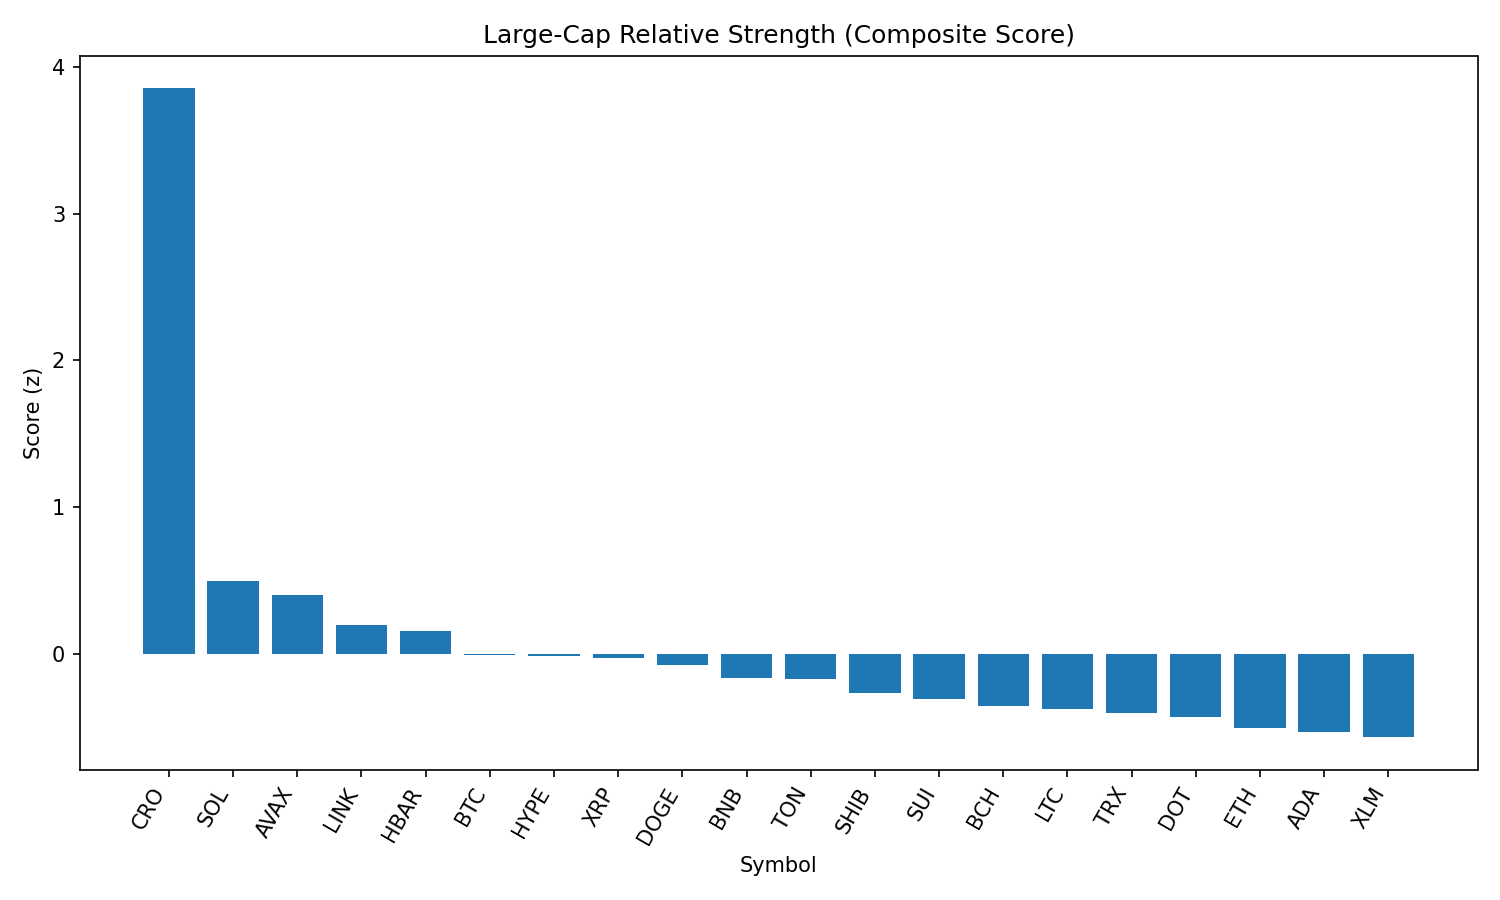 Large-Cap Relative Strength (Composite Score)
4
3
2
1
0
Score (z)
CRO
SOL
AVAX
LINK
HBAR
BTC
HYPE
XRP
DOGE
BNB
TON
SHIB
SUI
BCH
LTC
TRX
DOT
ETH
ADA
XLM
Symbol